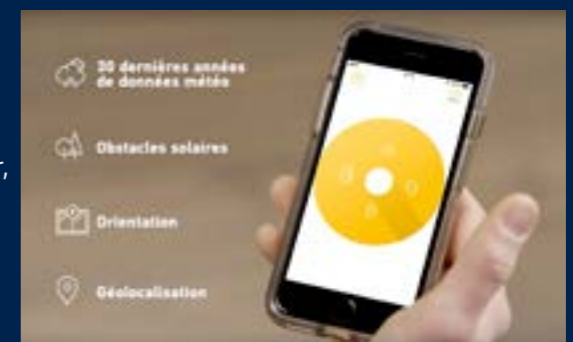 30 dernières années
de données météo
Obstacles solaires
r,
Orientation
Géolocalisation